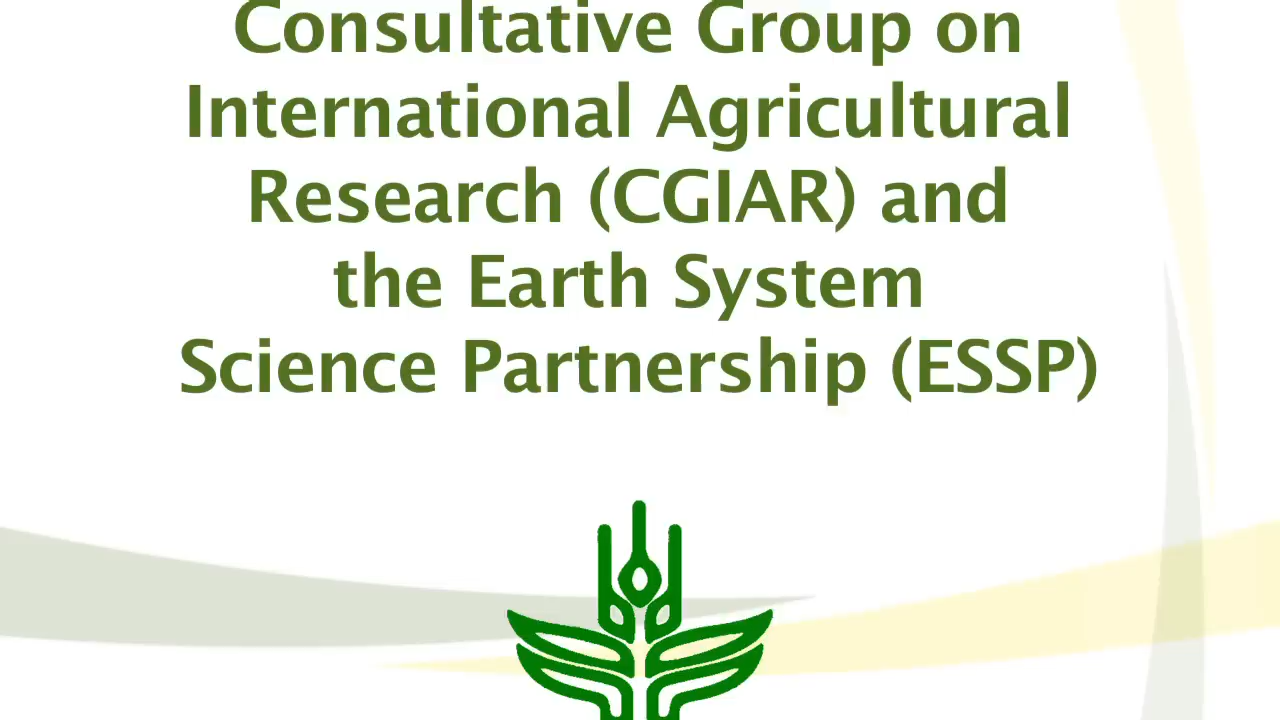 Consultative Group on
International Agricultural
Research (CGIAR) and
the Earth System
Science Partnership (ESSP)